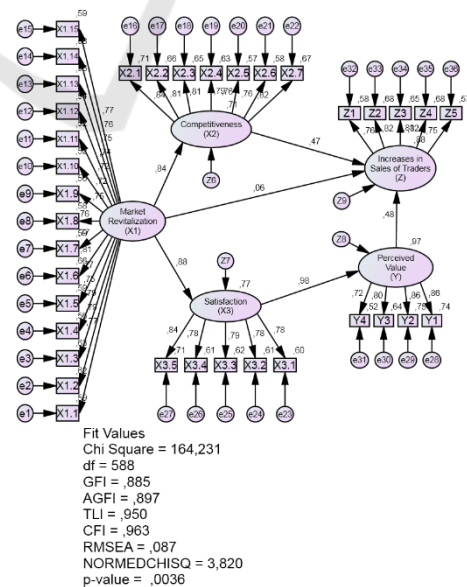 e15 X1.15 ,59
e14 X1.14
e13 X1.13
e12 X1.12
e11 X1.11
e10 X1.10
e9 X1.9
e8 X1.8 ,76
e7 X1.7
e6 X1.6
e5 X1.5
e4 X1.4
e3 X1.3
e2 X1.2
e1 X1.1
,77
,76
,75
e16 e17 e18 e19 e20 e21 e22
,71 ,66 ,65 ,63 ,57 ,58 ,67
X2.1 X2.2 X2.3 X2.4 X2.5 X2.6 X2.7
,84 ,81 ,81 ,82
Competitiveness
(X2)
Z6
,84
,47
,06
Market
Revitalization
(X1)
,88
e32 e33 e34 e35 e36
,58 ,68 ,65 ,58
Z1 Z2 Z3 Z4 Z5
,76 ,75
Increases in
Sales of Traders
(Z)
Z9
,48
Z8
,97
Perceived
Value
(Y)
,72 ,80 ,86 ,86
,52 ,64 ,74
Y4 Y3 Y2 Y1
e31 e30 e29 e28
Z7
,77
,98
Satisfaction
(X3)
,84 ,78 ,79 ,78 ,78
,71 ,61 ,62 ,61 ,60
X3.5 X3.4 X3.3 X3.2 X3.1
e27 e26 e25 e24 e23
Fit Values
Chi Square = 164,231
df = 588
GFI = ,885
AGFI = ,897
TLI = ,950
CFI = ,963
RMSEA = ,087
NORMEDCHISQ = 3,820
p-value = ,0036